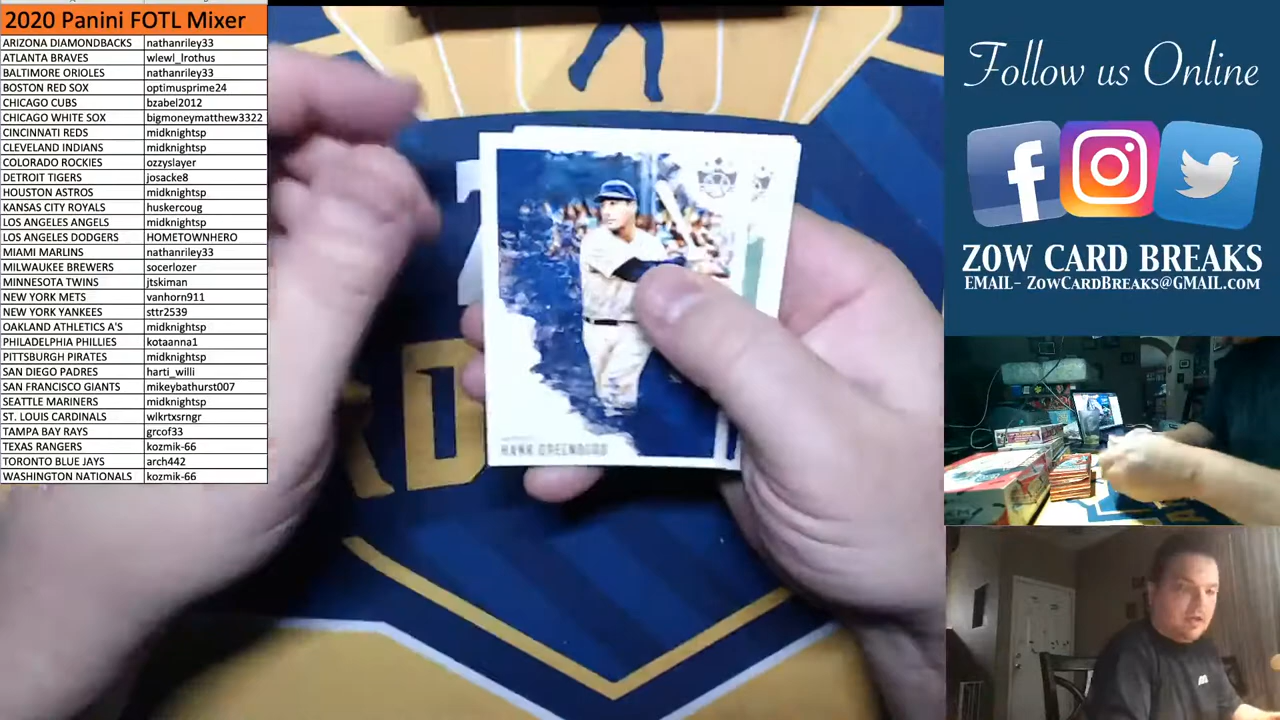 2020 Panini FOTL Mixer
ARIZONA DIAMONDBACKS nathanriley33
ATLANTA BRAVES wlewl_lrothus
BALTIMORE ORIOLES nathanriley33
BOSTON RED SOX optimusprime24
CHICAGO CUBS bzabel2012
CHICAGO WHITE SOX bigmoneymatthew3322
CINCINNATI REDS midknightsp
CLEVELAND INDIANS midknightsp
COLORADO ROCKIES ozzyslayer
DETROIT TIGERS josacke8
HOUSTON ASTROS midknightsp
KANSAS CITY ROYALS huskercoug
LOS ANGELES ANGELS midknightsp
LOS ANGELES DODGERS HOMETOWNHERO
MIAMI MARLINS nathanriley33
MILWAUKEE BREWERS socerlozer
MINNESOTA TWINS jtskiman
NEW YORK METS vanhorn911
NEW YORK YANKEES sttr2539
OAKLAND ATHLETICS A'S midknightsp
PHILADELPHIA PHILLIES kotaanna1
PITTSBURGH PIRATES midknightsp
SAN DIEGO PADRES harti_willi
SAN FRANCISCO GIANTS mikeybathurst007
SEATTLE MARINERS midknightsp
ST. LOUIS CARDINALS wlkrtxsrngr
TAMPA BAY RAYS grcof33
TEXAS RANGERS kozmik-66
TORONTO BLUE JAYS arch442
WASHINGTON NATIONALS kozmik-66
HANK GREENBERG
Follow us Online
ZOW CARD BREAKS
EMAIL- ZOWCARDBREAKS@GMAIL.COM